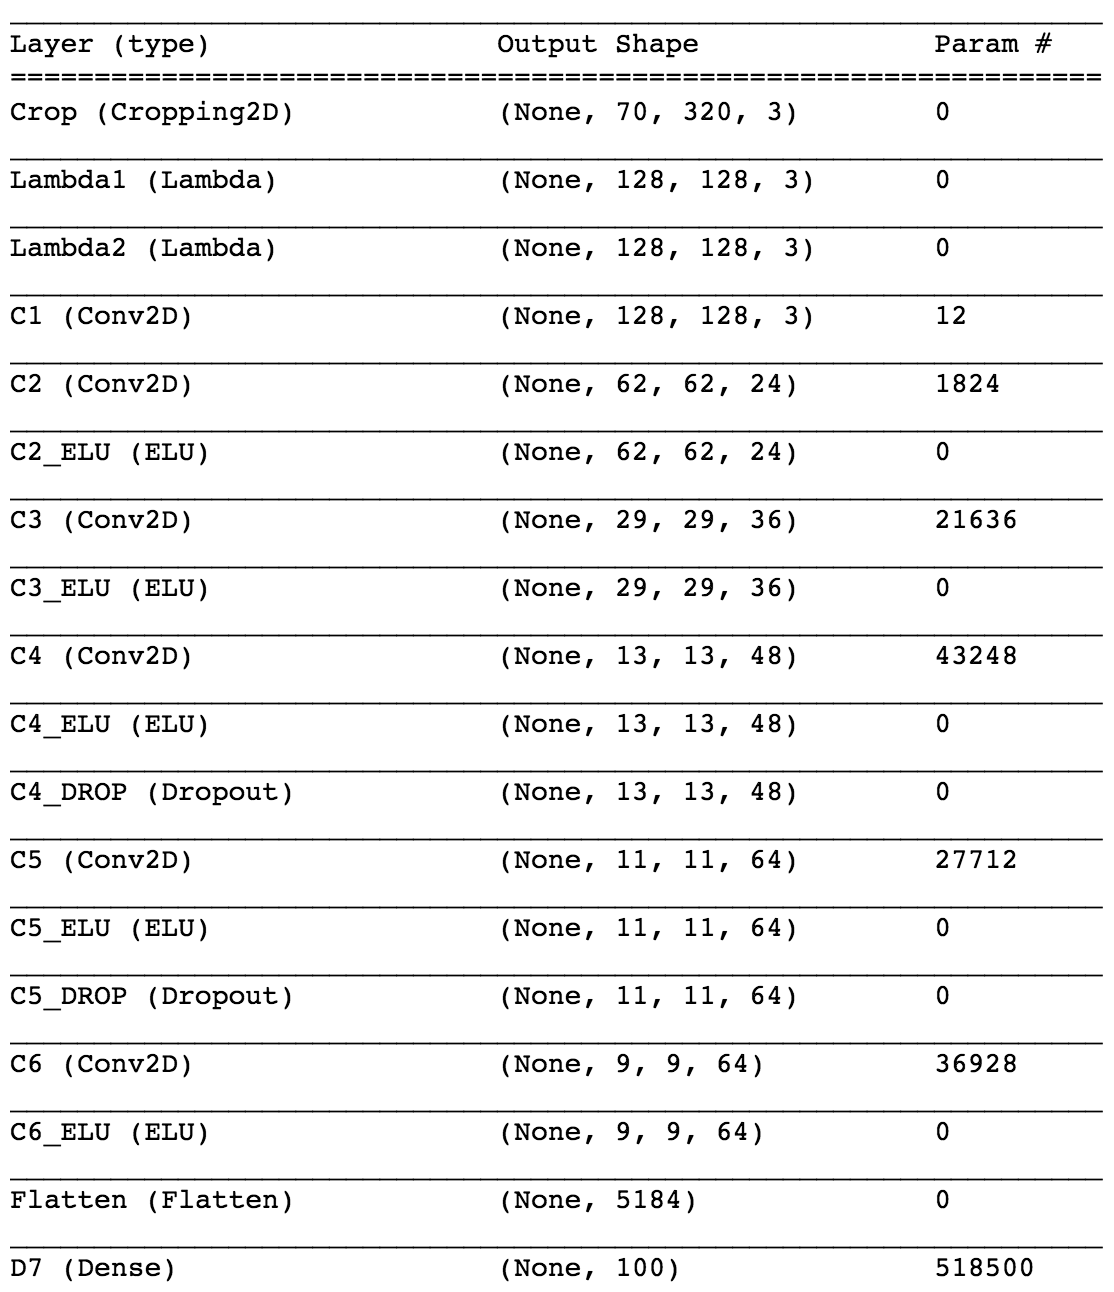 Layer (type) Output Shape Param #
=================================================================
Crop (Cropping2D) (None, 70, 320, 3) 0
Lambda1 (Lambda) (None, 128, 128, 3) 0
Lambda2 (Lambda) (None, 128, 128, 3) 0
C1 (Conv2D) (None, 128, 128, 3) 12
C2 (Conv2D) (None, 62, 62, 24) 1824
C2_ELU (ELU) (None, 62, 62, 24) 0
C3 (Conv2D) (None, 29, 29, 36) 21636
C3_ELU (ELU) (None, 29, 29, 36) 0
C4 (Conv2D) (None, 13, 13, 48) 43248
C4_ELU (ELU) (None, 13, 13, 48) 0
C4_DROP (Dropout) (None, 13, 13, 48) 0
C5 (Conv2D) (None, 11, 11, 64) 27712
C5_ELU (ELU) (None, 11, 11, 64) 0
C5_DROP (Dropout) (None, 11, 11, 64) 0
C6 (Conv2D) (None, 9, 9, 64) 36928
C6_ELU (ELU) (None, 9, 9, 64) 0
Flatten (Flatten) (None, 5184) 0
D7 (Dense) (None, 100) 518500